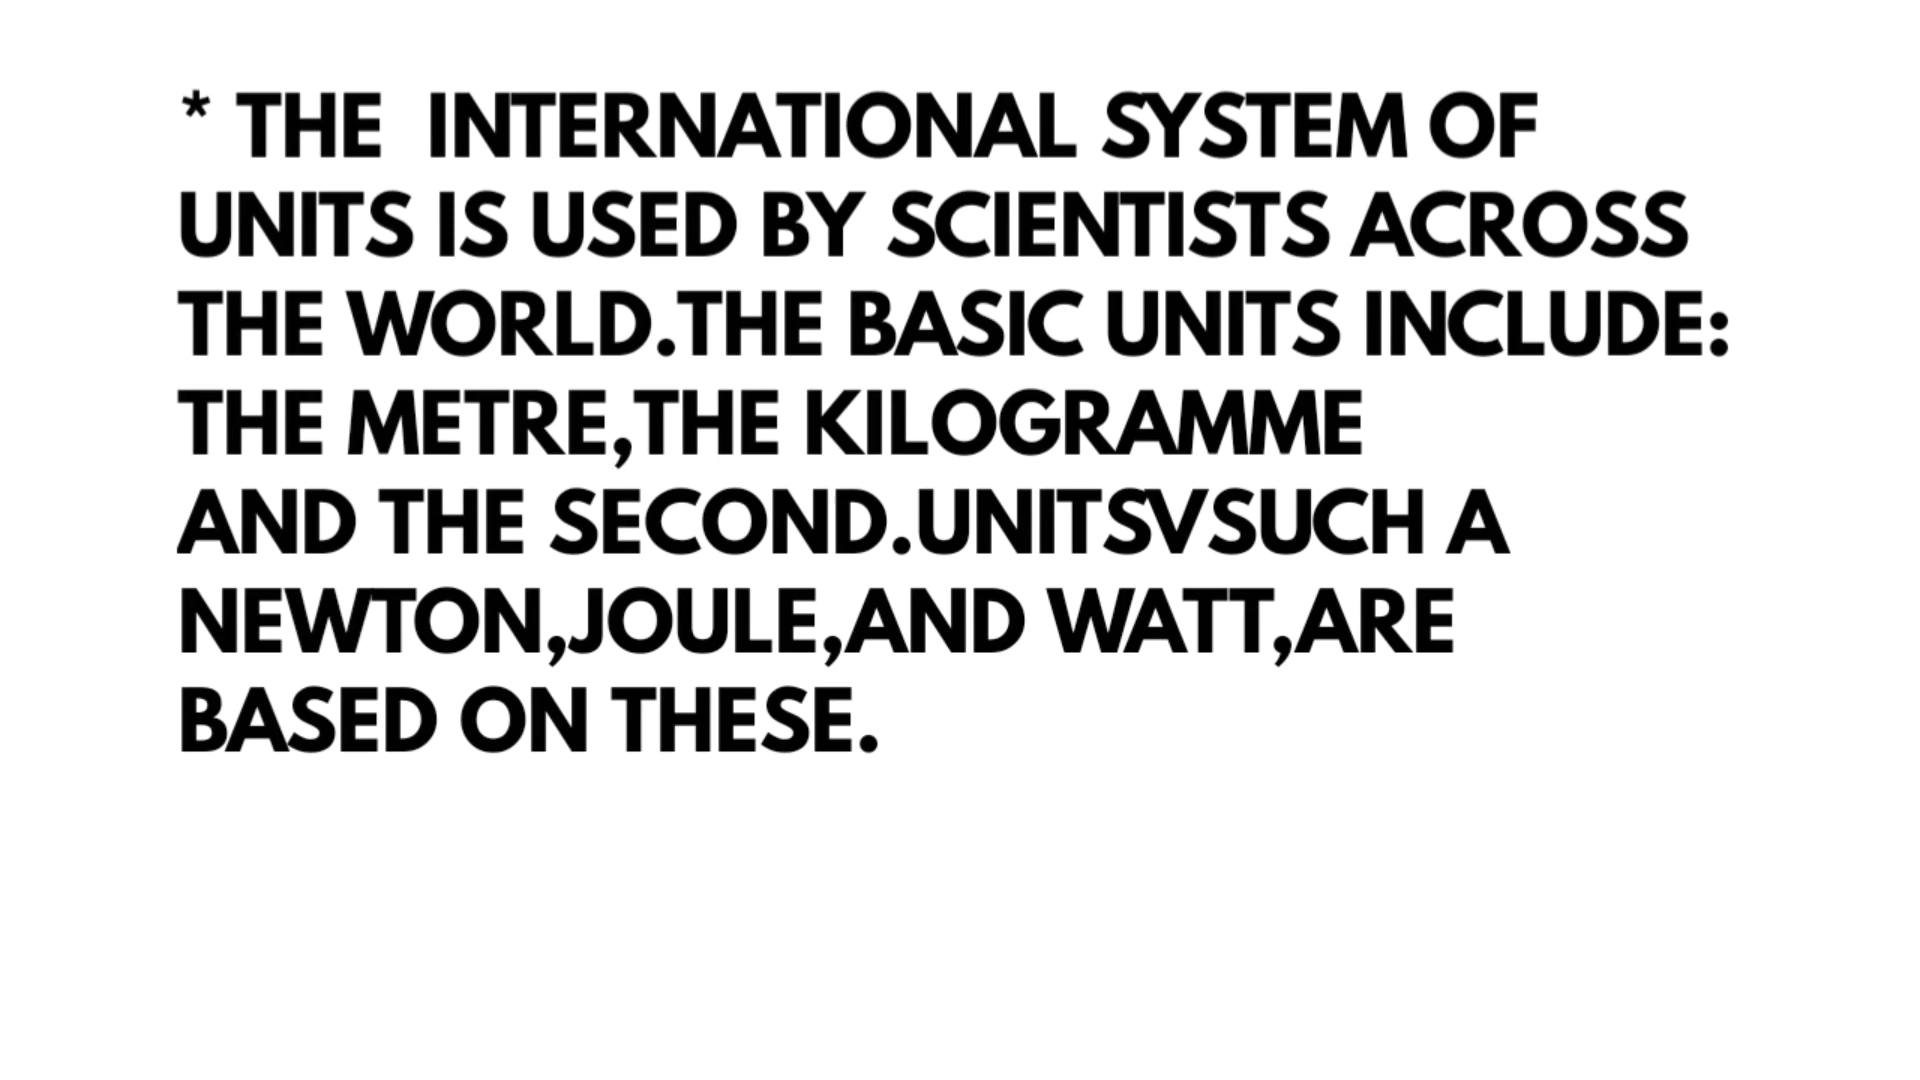 * THE  INTERNATIONAL SYSTEM OF
UNITS IS USED BY SCIENTISTS ACROSS
THE WORLD.THE BASIC UNITS INCLUDE:
THE METRE,THE KILOGRAMME
AND THE SECOND.UNITSVSUCH A
NEWTON,JOULE,AND WATT,ARE
BASED ON THESE.